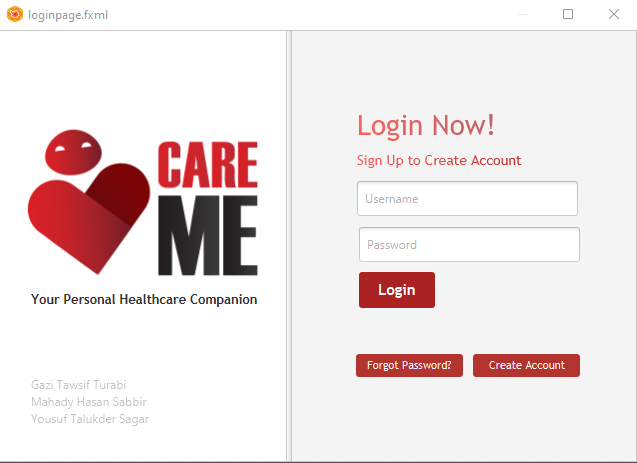 loginpage.fxml
CARE
ME
Your Personal Healthcare Companion
Gazi Tawsif Turabi
Mahady Hasan Sabbir
Yousuf Talukder Sagar
Login Now!
Sign Up to Create Account
Username
Password
Login
Forgot Password?
Create Account